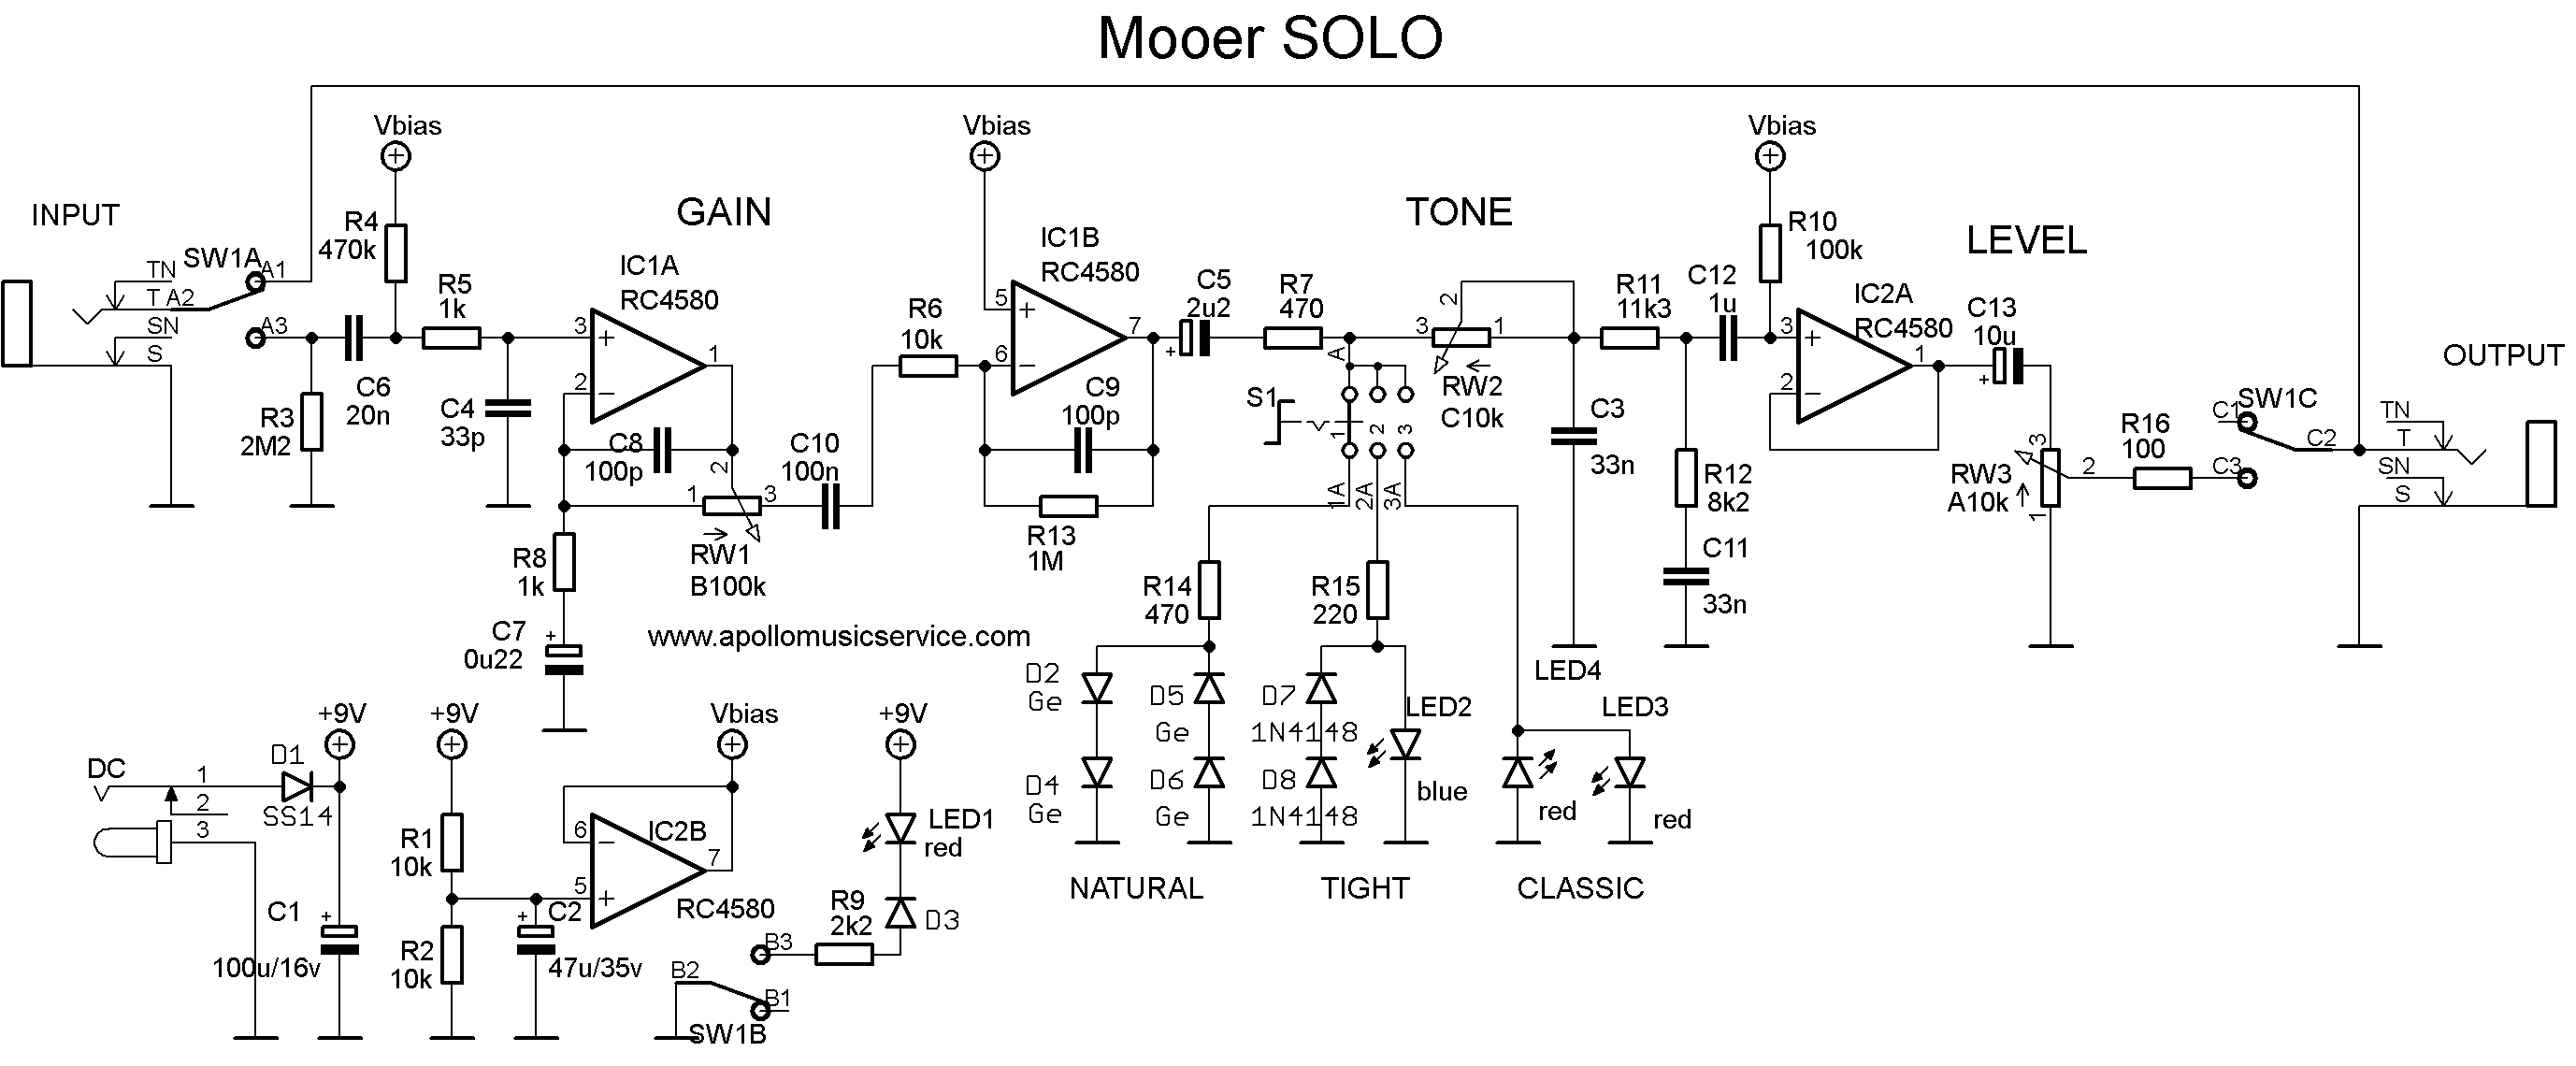 Mooer SOLO
Vbias
Vbias
Vbias
INPUT
GAIN
TONE
LEVEL
OUTPUT
R4
470k
SW1A
A1
TN
T A2
SN
S
A3
R3
2M2
C6
20n
R5
1k
C4
33p
IC1A
RC4580
3
+
2
−
1
C8
100p
2
1
3
RW1
B100k
R8
1k
C7
+
0u22
C10
100n
R6
10k
IC1B
RC4580
5
+
6
−
7
C9
100p
R13
1M
C5
2u2
+
R7
470
A
S1
1
2
3
1A
2A
3A
2
3
1
RW2
C10k
C3
33n
R11
11k3
R12
8k2
C11
33n
C12
1u
R10
100k
IC2A
RC4580
3
+
2
−
1
C13
10u
+
3
RW3
A10k
2
1
R16
100
SW1C
C1
C2
C3
TN
T
SN
S
www.apollomusicservice.com
R14
470
R15
220
D2
Ge
D5
Ge
D4
Ge
D6
Ge
D7
1N4148
D8
1N4148
LED2
blue
LED4
red
LED3
red
NATURAL
TIGHT
CLASSIC
DC
1
2
3
D1
SS14
+9V
C1
+
100u/16v
+9V
R1
10k
R2
10k
C2
+
47u/35v
Vbias
IC2B
RC4580
6
−
5
+
7
+9V
LED1
red
D3
R9
2k2
B3
B2
B1
SW1B